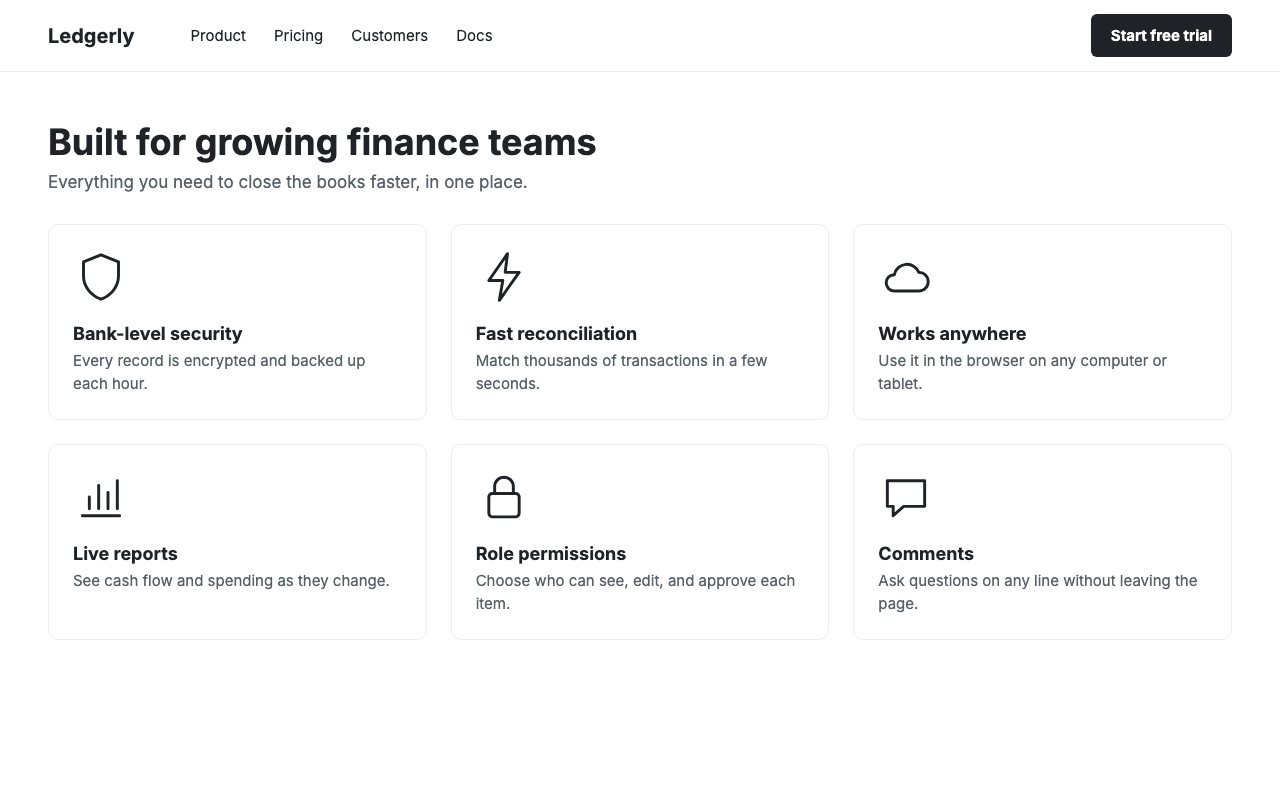 Ledgerly
Product
Pricing
Customers
Docs
Start free trial
Built for growing finance teams
Everything you need to close the books faster, in one place.
Bank-level security
Every record is encrypted and backed up
each hour.
Fast reconciliation
Match thousands of transactions in a few
seconds.
Works anywhere
Use it in the browser on any computer or
tablet.
Live reports
See cash flow and spending as they change.
Role permissions
Choose who can see, edit, and approve each
item.
Comments
Ask questions on any line without leaving the
page.